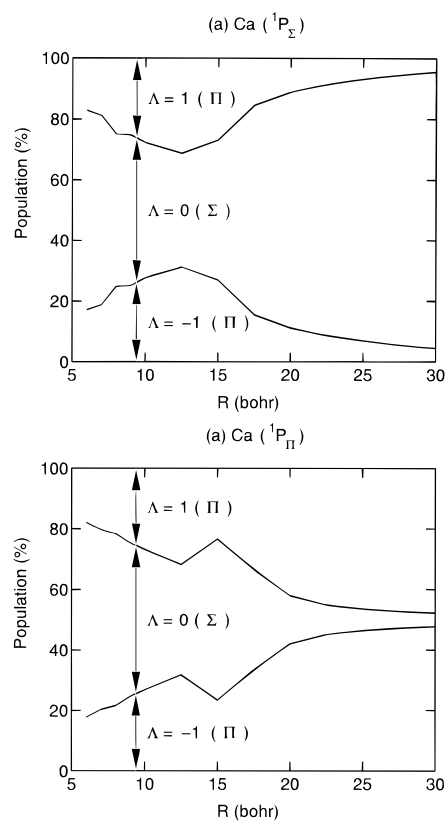 (a) Ca ( ¹P_Σ )
100
80
60
40
20
0
Population (%)
Λ = 1 ( Π )
Λ = 0 ( Σ )
Λ = −1 ( Π )
5 10 15 20 25 30
R (bohr)
(a) Ca ( ¹P_Π )
100
80
60
40
20
0
Population (%)
Λ = 1 ( Π )
Λ = 0 ( Σ )
Λ = −1 ( Π )
5 10 15 20 25 30
R (bohr)